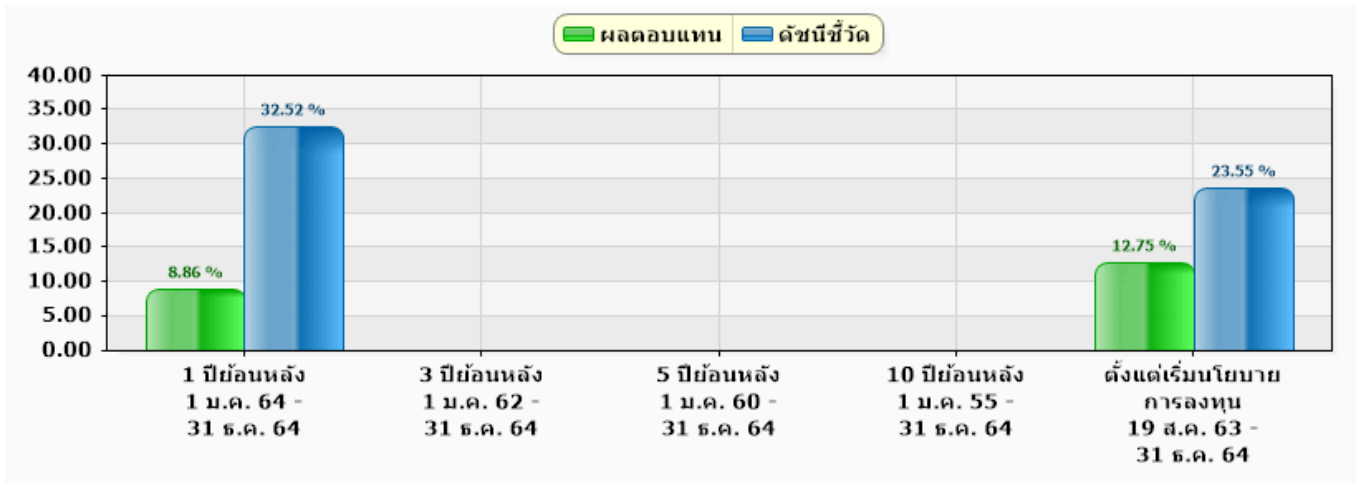 ผลตอบแทน ดัชนีชี้วัด
40.00
35.00
30.00
25.00
20.00
15.00
10.00
5.00
0.00
8.86 %
32.52 %
12.75 %
23.55 %
1 ปีย้อนหลัง
1 ม.ค. 64 -
31 ธ.ค. 64
3 ปีย้อนหลัง
1 ม.ค. 62 -
31 ธ.ค. 64
5 ปีย้อนหลัง
1 ม.ค. 60 -
31 ธ.ค. 64
10 ปีย้อนหลัง
1 ม.ค. 55 -
31 ธ.ค. 64
ตั้งแต่เริ่มนโยบาย
การลงทุน
19 ส.ค. 63 -
31 ธ.ค. 64